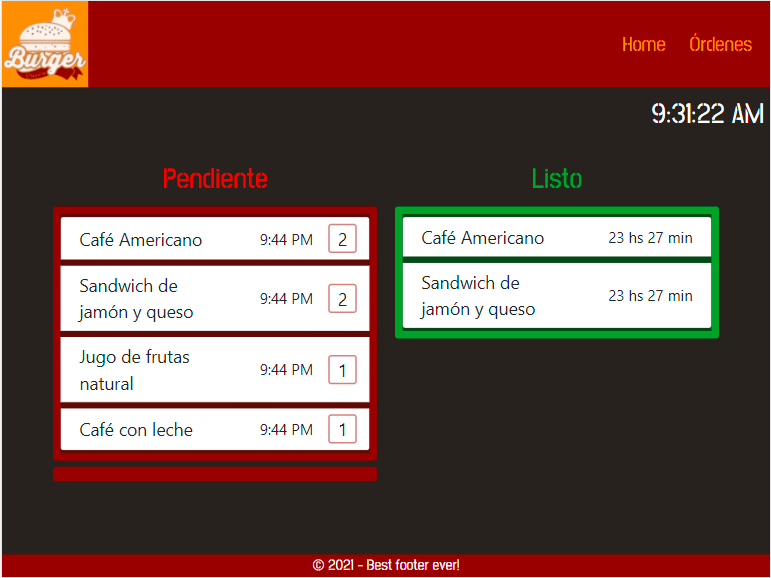 Burger
Home Órdenes
9:31:22 AM
Pendiente
Café Americano 9:44 PM 2
Sandwich de
jamón y queso 9:44 PM 2
Jugo de frutas
natural 9:44 PM 1
Café con leche 9:44 PM 1
Listo
Café Americano 23 hs 27 min
Sandwich de
jamón y queso 23 hs 27 min
© 2021 - Best footer ever!